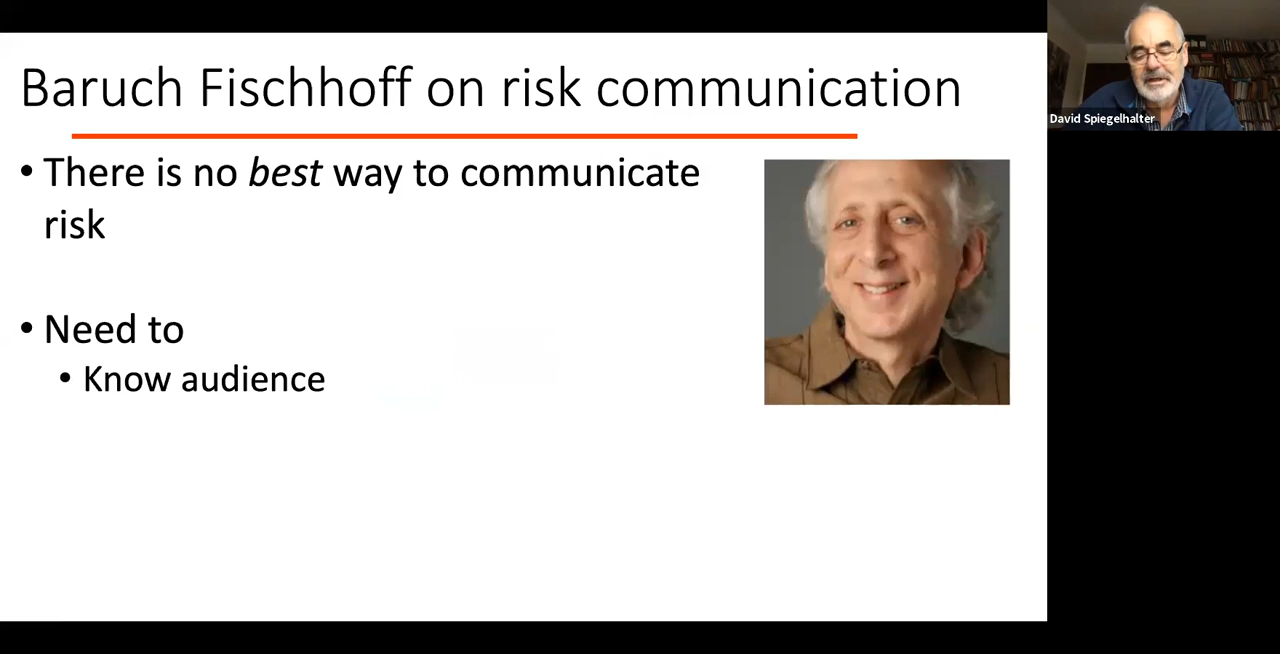 Baruch Fischhoff on risk communication
• There is no best way to communicate
risk
• Need to
• Know audience
David Spiegelhalter